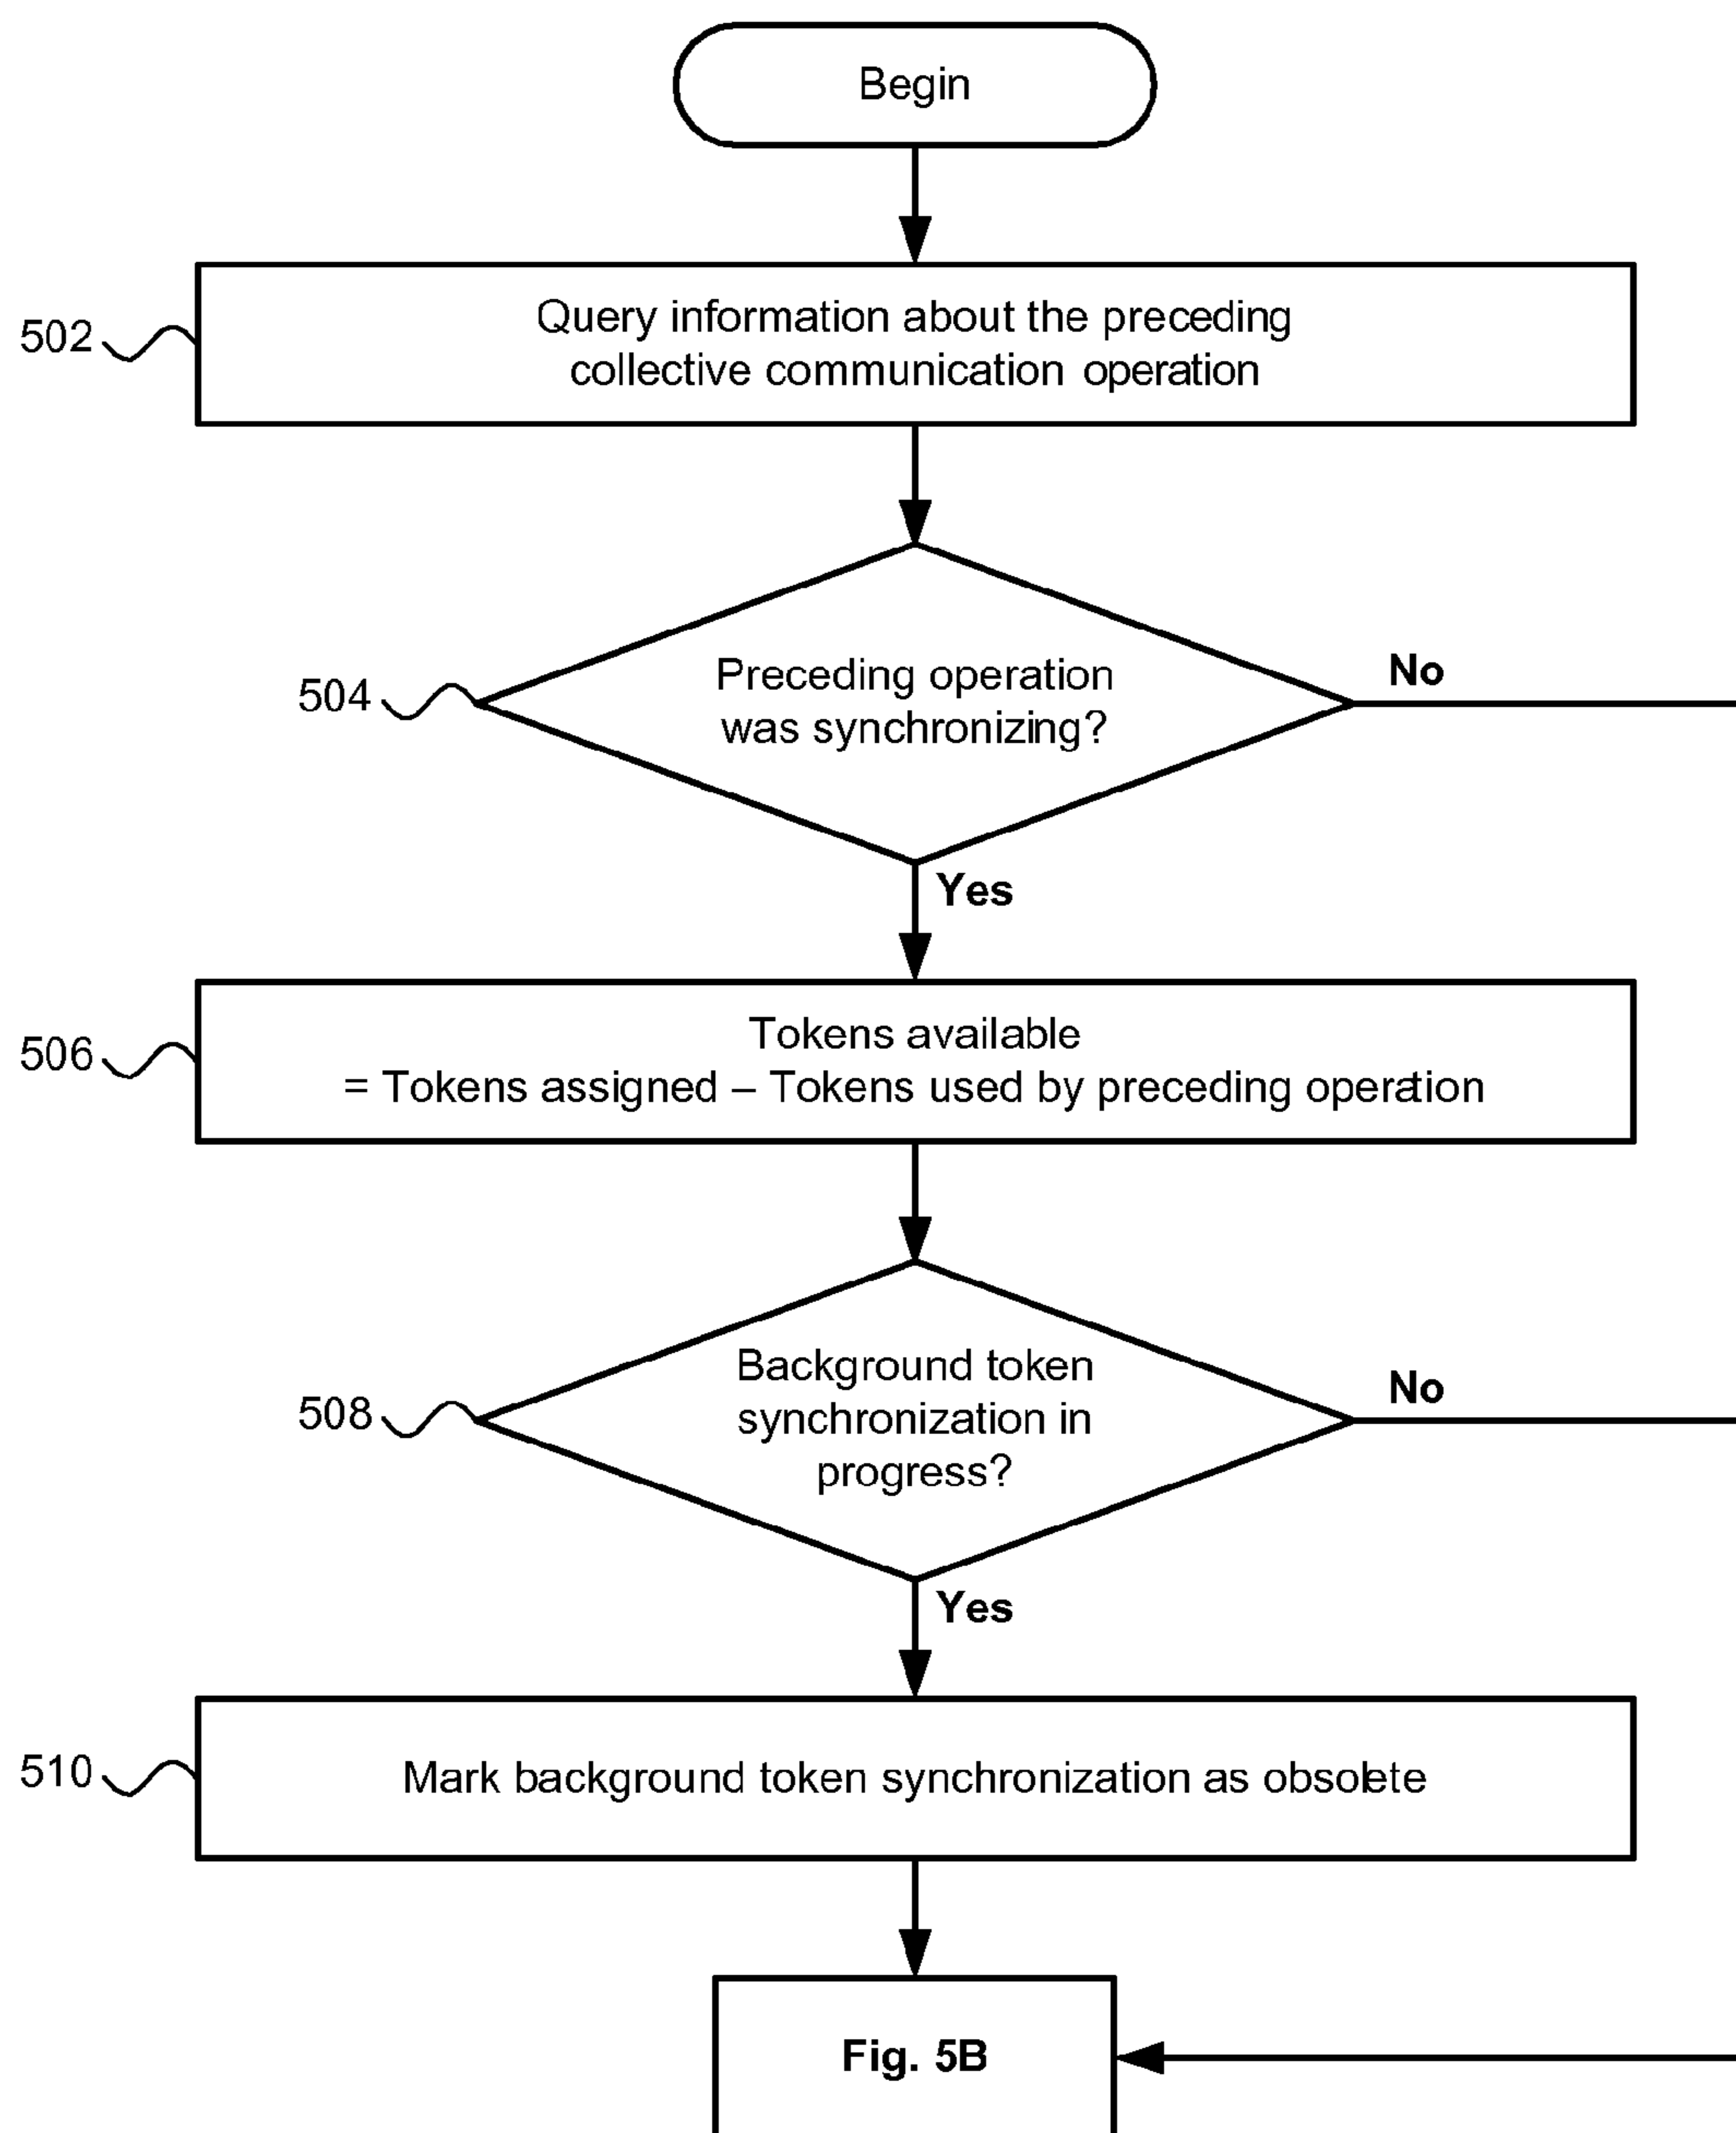 Begin
502
Query information about the preceding
collective communication operation
504
Preceding operation
was synchronizing?
No
Yes
506
Tokens available
= Tokens assigned – Tokens used by preceding operation
508
Background token
synchronization in
progress?
No
Yes
510
Mark background token synchronization as obsolete
Fig. 5B